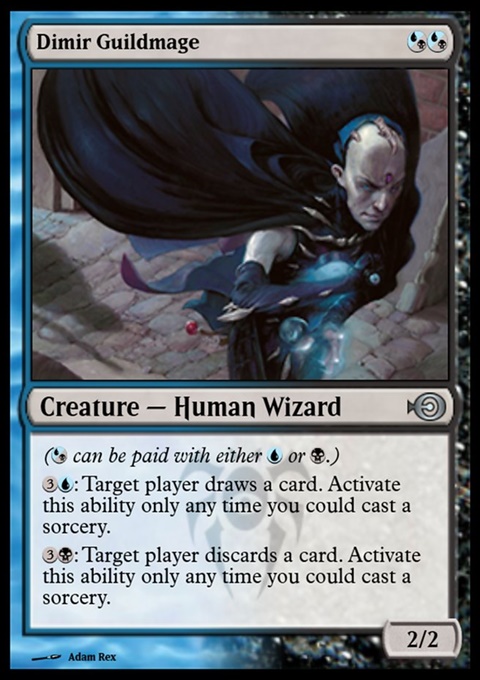 Dimir Guildmage
Creature — Human Wizard
( can be paid with either or .)
3: Target player draws a card. Activate
this ability only any time you could cast a
sorcery.
3: Target player discards a card. Activate
this ability only any time you could cast a
sorcery.
2/2
Adam Rex